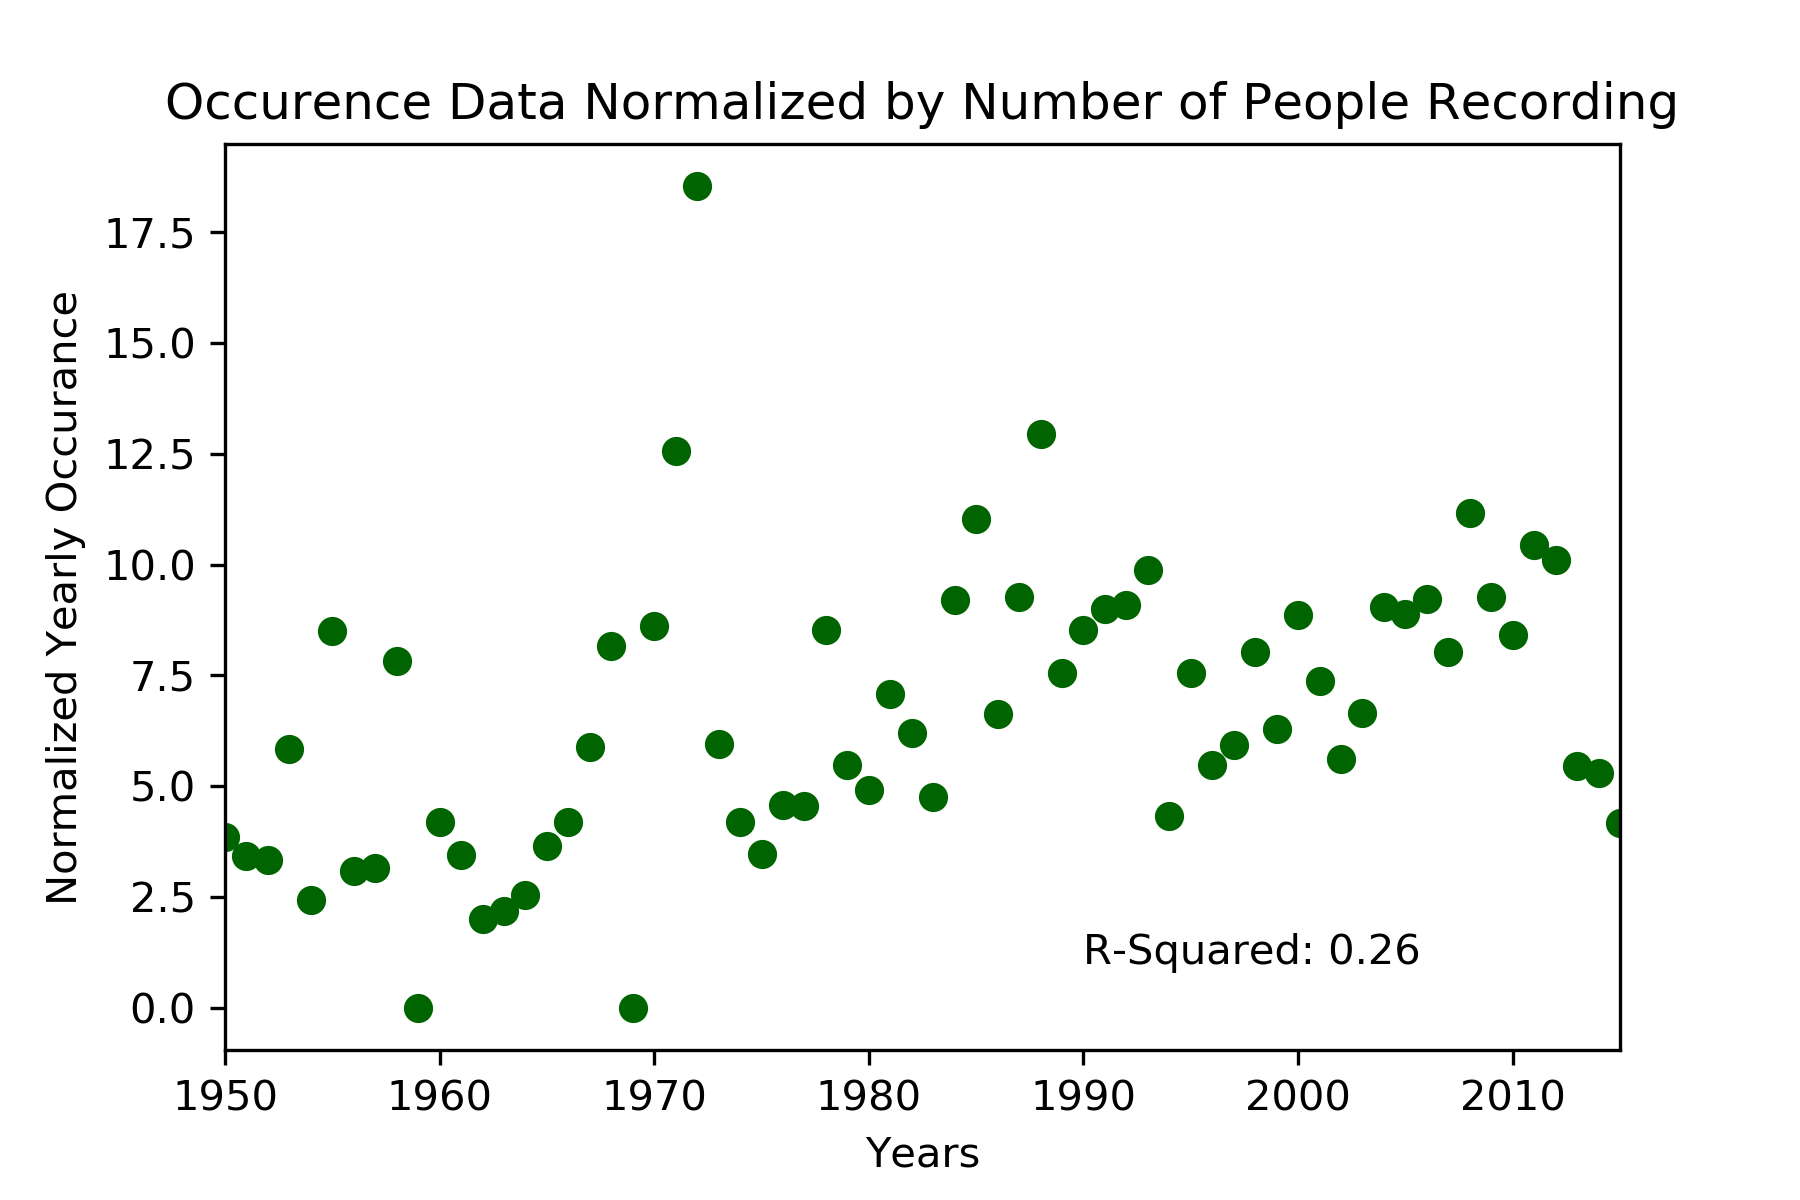 Occurence Data Normalized by Number of People Recording
Normalized Yearly Occurance
17.5
15.0
12.5
10.0
7.5
5.0
2.5
0.0
R-Squared: 0.26
1950 1960 1970 1980 1990 2000 2010
Years